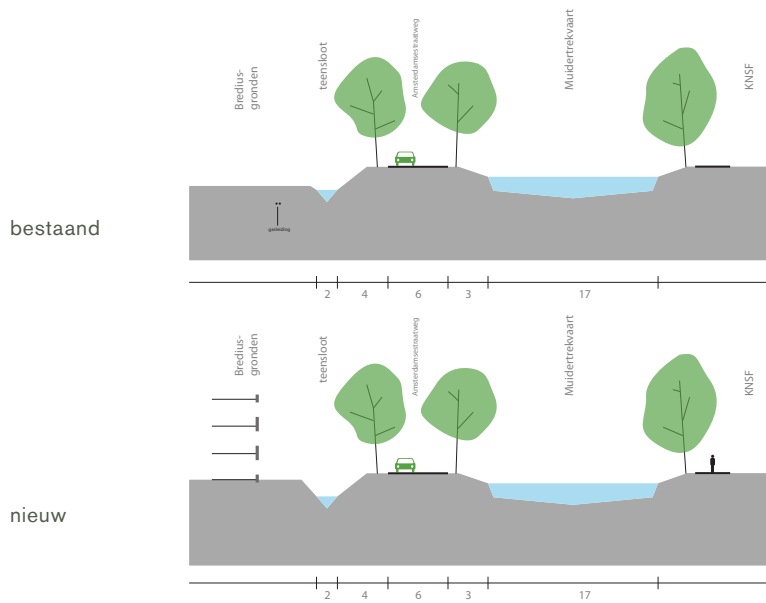 Bredius-
gronden
teensloot
Amsterdamsestraatweg
Muidertrekvaart
KNSF
bestaand
gasleiding
2 4 6 3 17
Bredius-
gronden
teensloot
Amsterdamsestraatweg
Muidertrekvaart
KNSF
nieuw
2 4 6 3 17